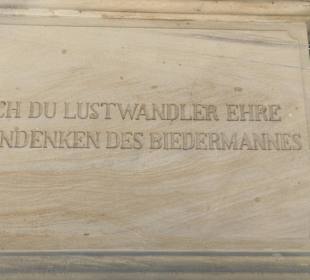 CH DU LUSTWANDLER EHRE
NDENKEN DES BIEDERMANNES